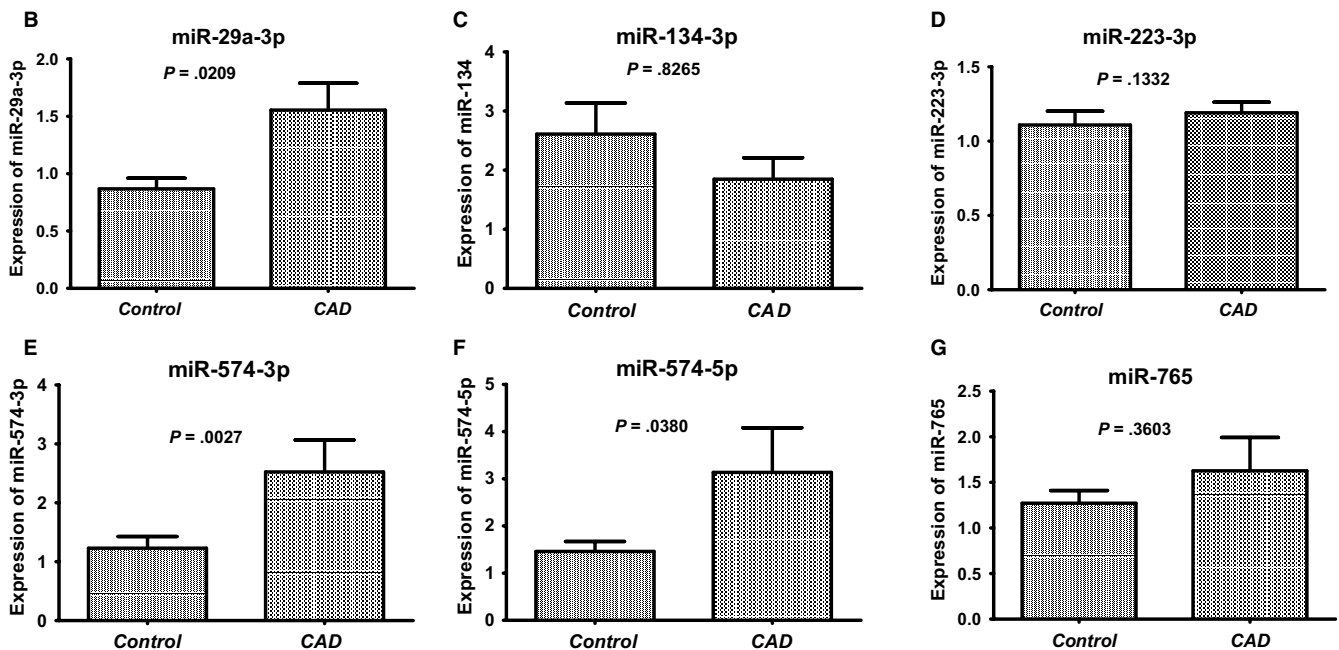 B
miR-29a-3p
P = .0209
Expression of miR-29a-3p
2.0
1.5
1.0
0.5
0.0
Control CAD
C
miR-134-3p
P = .8265
Expression of miR-134
4
3
2
1
0
Control CAD
D
miR-223-3p
P = .1332
Expression of miR-223-3p
1.5
1.0
0.5
0.0
Control CAD
E
miR-574-3p
P = .0027
Expression of miR-574-3p
4
3
2
1
0
Control CAD
F
miR-574-5p
P = .0380
Expression of miR-574-5p
5
4
3
2
1
0
Control CAD
G
miR-765
P = .3603
Expression of miR-765
2.5
2.0
1.5
1.0
0.5
0.0
Control CAD